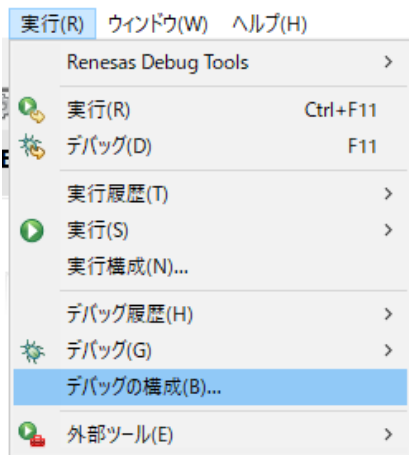 実行(R) ウィンドウ(W) ヘルプ(H)
Renesas Debug Tools
実行(R) Ctrl+F11
デバッグ(D) F11
実行履歴(T)
実行(S)
実行構成(N)...
デバッグ履歴(H)
デバッグ(G)
デバッグの構成(B)...
外部ツール(E)